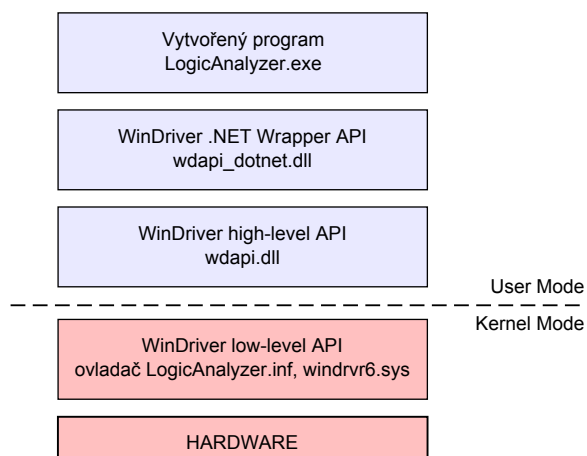 Vytvořený program
LogicAnalyzer.exe
WinDriver .NET Wrapper API
wdapi_dotnet.dll
WinDriver high-level API
wdapi.dll
User Mode
Kernel Mode
WinDriver low-level API
ovladač LogicAnalyzer.inf, windrvr6.sys
HARDWARE